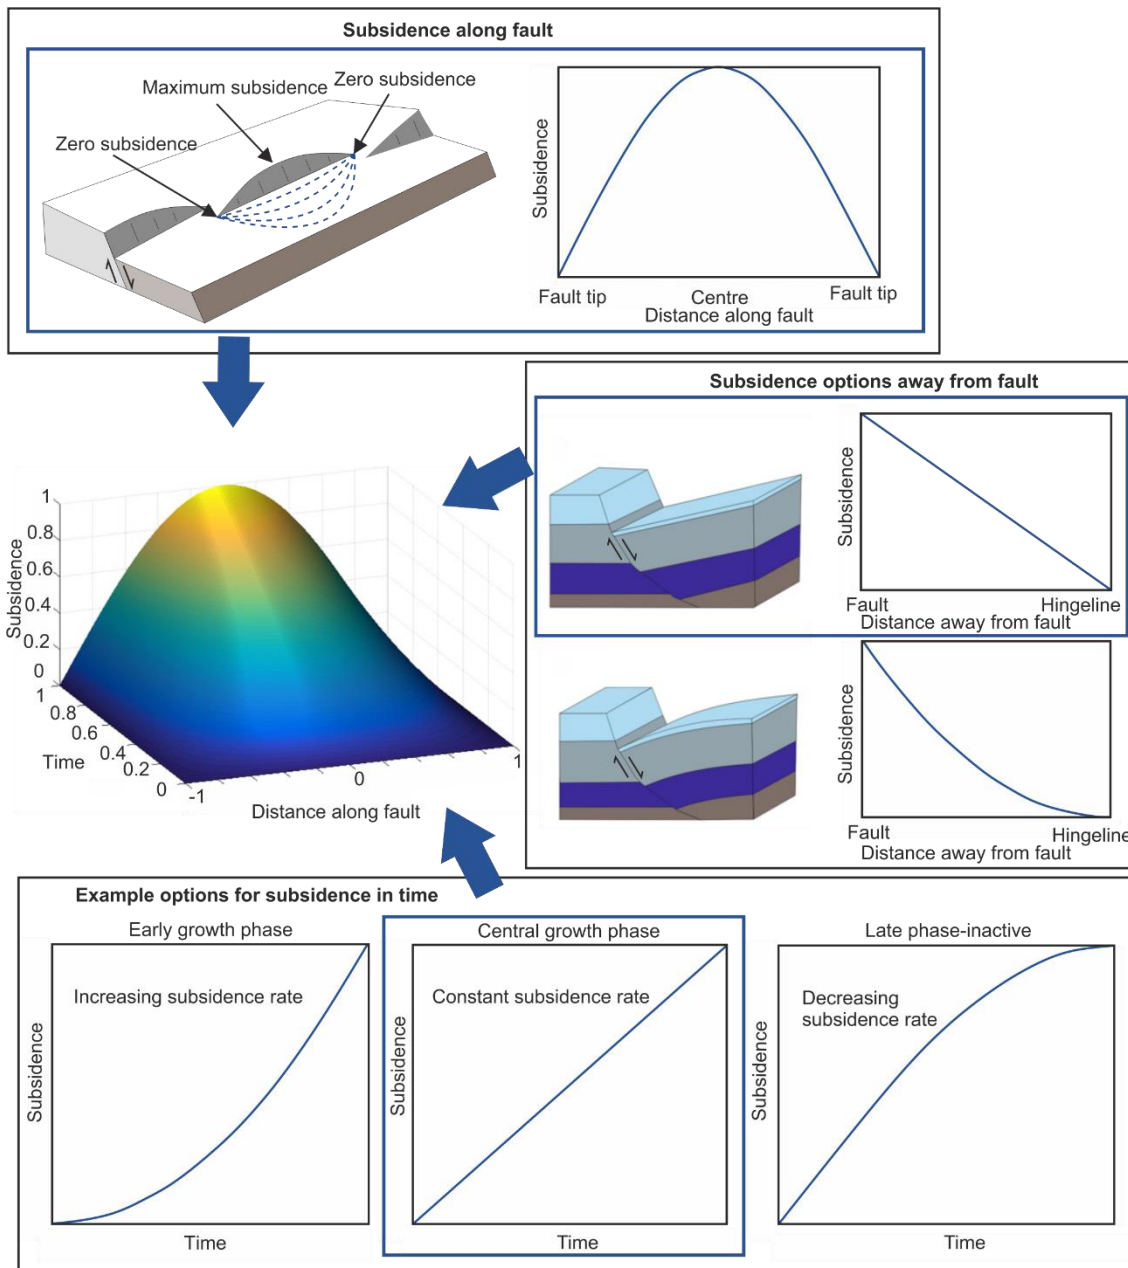 Subsidence along fault
Zero subsidence
Maximum subsidence
Zero subsidence
Subsidence
Fault tip
Centre
Fault tip
Distance along fault
Subsidence options away from fault
Subsidence
Fault
Hingeline
Distance away from fault
Subsidence
Fault
Hingeline
Distance away from fault
1
0.8
0.6
0.4
0.2
0
Subsidence
1
0.8
0.6
0.4
0.2
0
Time
-1
0
1
Distance along fault
Example options for subsidence in time
Early growth phase
Increasing subsidence rate
Subsidence
Time
Central growth phase
Constant subsidence rate
Subsidence
Time
Late phase-inactive
Decreasing
subsidence rate
Subsidence
Time